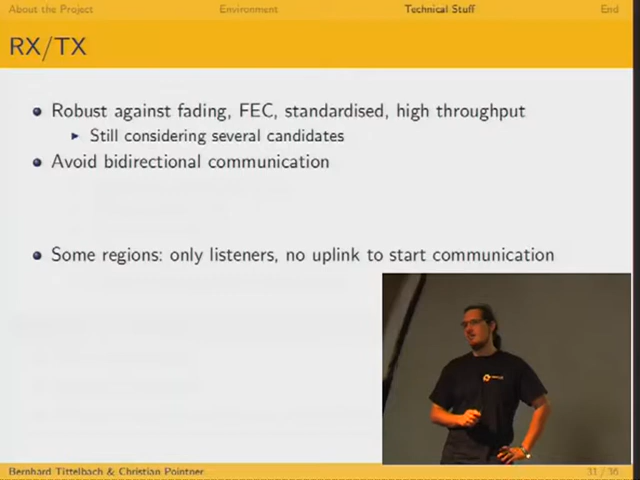 About the Project Environment Technical Stuff End
RX/TX
Robust against fading, FEC, standardised, high throughput
Still considering several candidates
Avoid bidirectional communication
Some regions: only listeners, no uplink to start communication
Bernhard Tittelbach & Christian Pointner 31 / 36